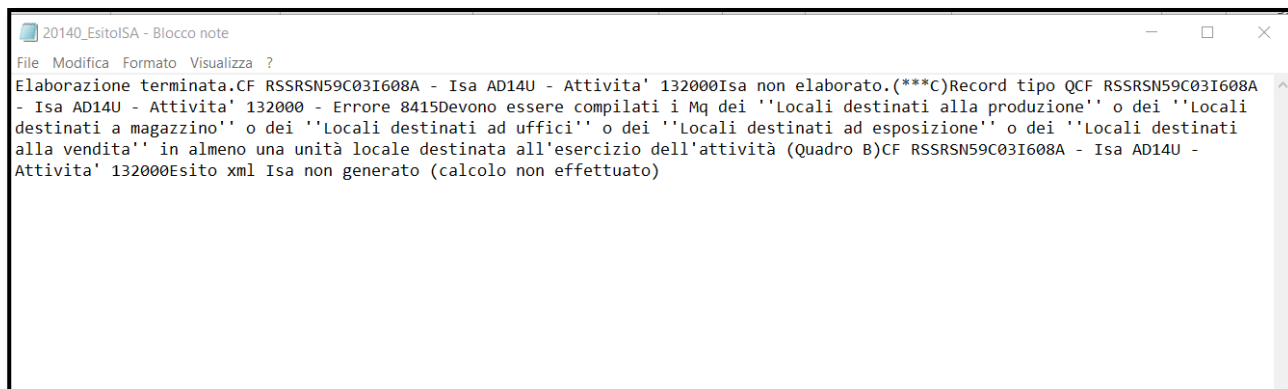 20140_EsitoISA - Blocco note
File Modifica Formato Visualizza ?
Elaborazione terminata.CF RSSRSN59C03I608A - Isa AD14U - Attivita' 132000Isa non elaborato.(***C)Record tipo QCF RSSRSN59C03I608A
- Isa AD14U - Attivita' 132000 - Errore 8415Devono essere compilati i Mq dei ''Locali destinati alla produzione'' o dei ''Locali
destinati a magazzino'' o dei ''Locali destinati ad uffici'' o dei ''Locali destinati ad esposizione'' o dei ''Locali destinati
alla vendita'' in almeno una unità locale destinata all'esercizio dell'attività (Quadro B)CF RSSRSN59C03I608A - Isa AD14U -
Attivita' 132000Esito xml Isa non generato (calcolo non effettuato)